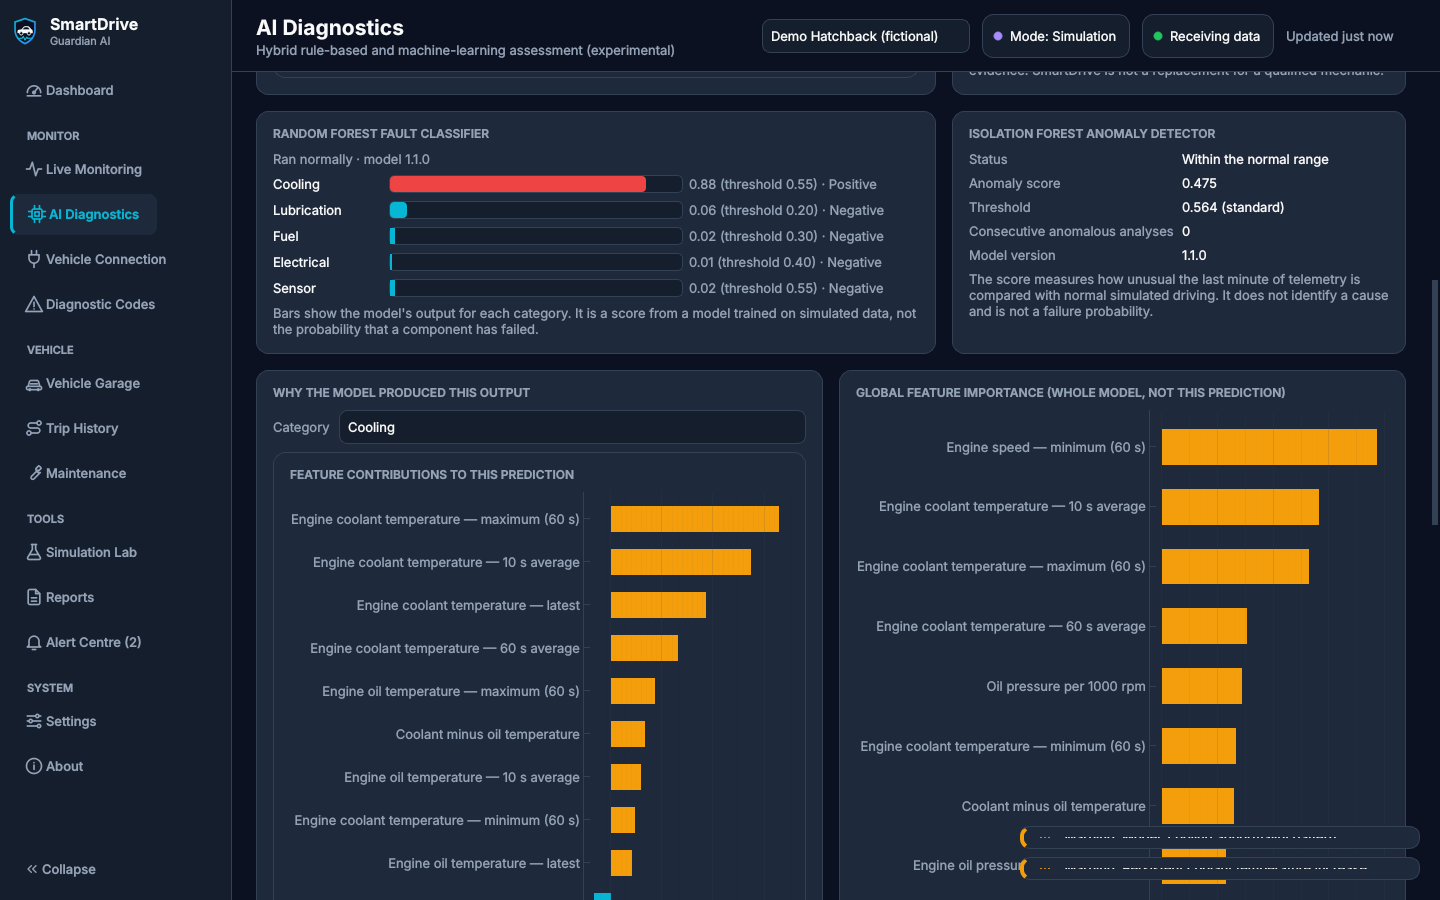 SmartDrive
Guardian AI
Dashboard
MONITOR
Live Monitoring
AI Diagnostics
Vehicle Connection
Diagnostic Codes
VEHICLE
Vehicle Garage
Trip History
Maintenance
TOOLS
Simulation Lab
Reports
Alert Centre (2)
SYSTEM
Settings
About
Collapse
AI Diagnostics
Hybrid rule-based and machine-learning assessment (experimental)
Demo Hatchback (fictional)
Mode: Simulation
Receiving data
Updated just now
evidence. SmartDrive is not a replacement for a qualified mechanic.
RANDOM FOREST FAULT CLASSIFIER
Ran normally · model 1.1.0
Cooling 0.88 (threshold 0.55) · Positive
Lubrication 0.06 (threshold 0.20) · Negative
Fuel 0.02 (threshold 0.30) · Negative
Electrical 0.01 (threshold 0.40) · Negative
Sensor 0.02 (threshold 0.55) · Negative
Bars show the model's output for each category. It is a score from a model trained on simulated data, not
the probability that a component has failed.
ISOLATION FOREST ANOMALY DETECTOR
Status Within the normal range
Anomaly score 0.475
Threshold 0.564 (standard)
Consecutive anomalous analyses 0
Model version 1.1.0
The score measures how unusual the last minute of telemetry is
compared with normal simulated driving. It does not identify a cause
and is not a failure probability.
WHY THE MODEL PRODUCED THIS OUTPUT
Category Cooling
FEATURE CONTRIBUTIONS TO THIS PREDICTION
Engine coolant temperature — maximum (60 s)
Engine coolant temperature — 10 s average
Engine coolant temperature — latest
Engine coolant temperature — 60 s average
Engine oil temperature — maximum (60 s)
Coolant minus oil temperature
Engine oil temperature — 10 s average
Engine coolant temperature — minimum (60 s)
Engine oil temperature — latest
GLOBAL FEATURE IMPORTANCE (WHOLE MODEL, NOT THIS PREDICTION)
Engine speed — minimum (60 s)
Engine coolant temperature — 10 s average
Engine coolant temperature — maximum (60 s)
Engine coolant temperature — 60 s average
Oil pressure per 1000 rpm
Engine coolant temperature — minimum (60 s)
Coolant minus oil temperature
Engine oil